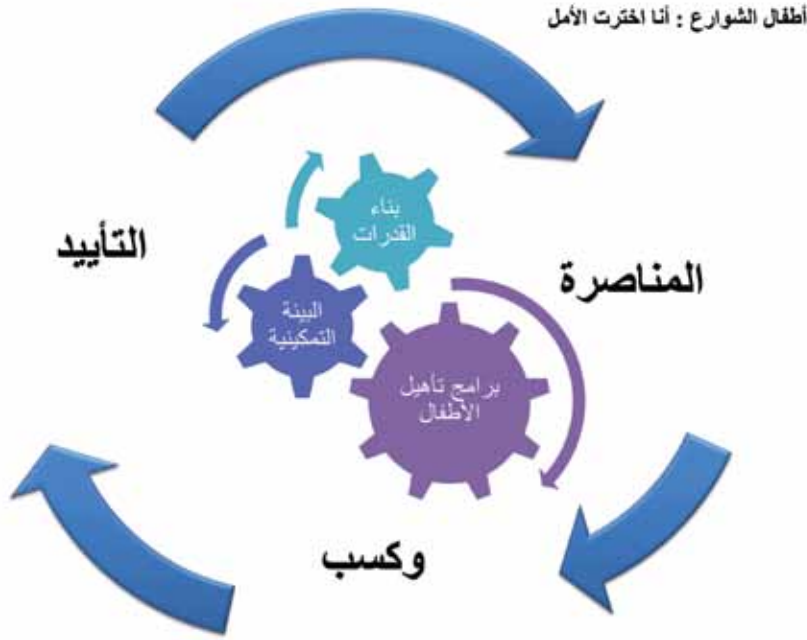 أطفال الشوارع : أنا اخترت الأمل
بناء
القدرات
البيئة
التمكينية
برامج تأهيل
الأطفال
المناصرة
وكسب
التأييد